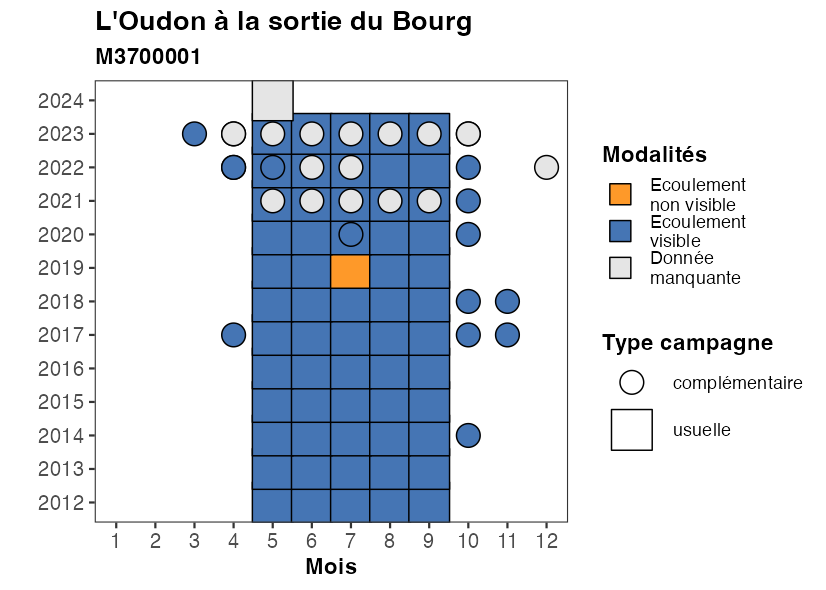 L'Oudon à la sortie du Bourg
M3700001
2024
2023
2022
2021
2020
2019
2018
2017
2016
2015
2014
2013
2012
1 2 3 4 5 6 7 8 9 10 11 12
Mois
Modalités
Ecoulement
non visible
Ecoulement
visible
Donnée
manquante
Type campagne
complémentaire
usuelle